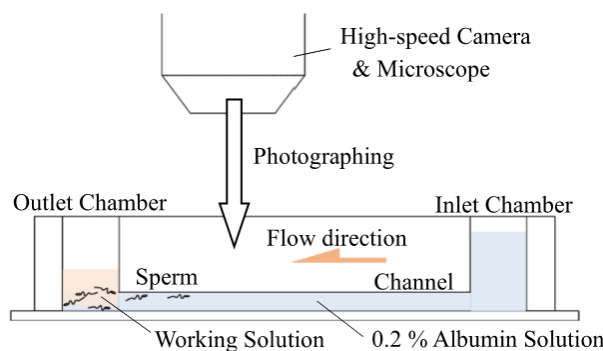 High-speed Camera
& Microscope
Photographing
Outlet Chamber
Inlet Chamber
Flow direction
Sperm
Channel
Working Solution
0.2 % Albumin Solution